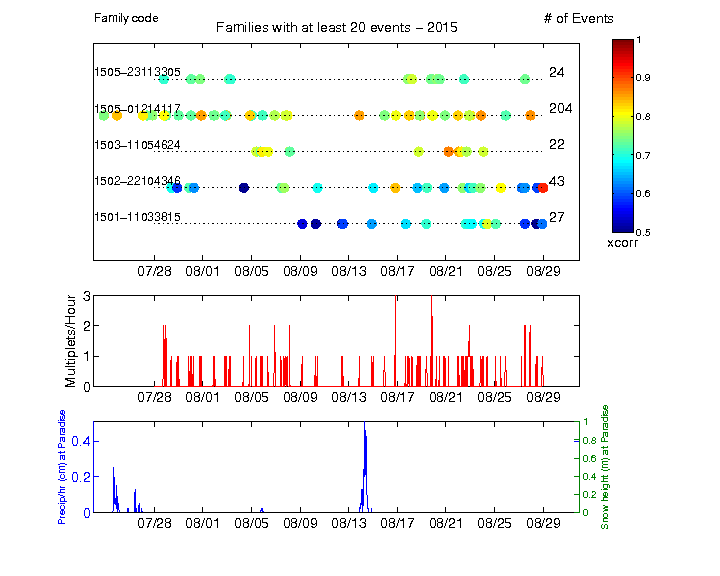 Family code
# of Events
Families with at least 20 events − 2015
1505−23113305
24
1505−01214117
204
1503−11054624
22
1502−22104346
43
1501−11033815
27
07/28 08/01 08/05 08/09 08/13 08/17 08/21 08/25 08/29
1
0.9
0.8
0.7
0.6
0.5
xcorr
Multiplets/Hour
3
2
1
0
07/28 08/01 08/05 08/09 08/13 08/17 08/21 08/25 08/29
Precip/hr (cm) at Paradise
0.4
0.2
0
Snow height (m) at Paradise
1
0.8
0.6
0.4
0.2
0
07/28 08/01 08/05 08/09 08/13 08/17 08/21 08/25 08/29